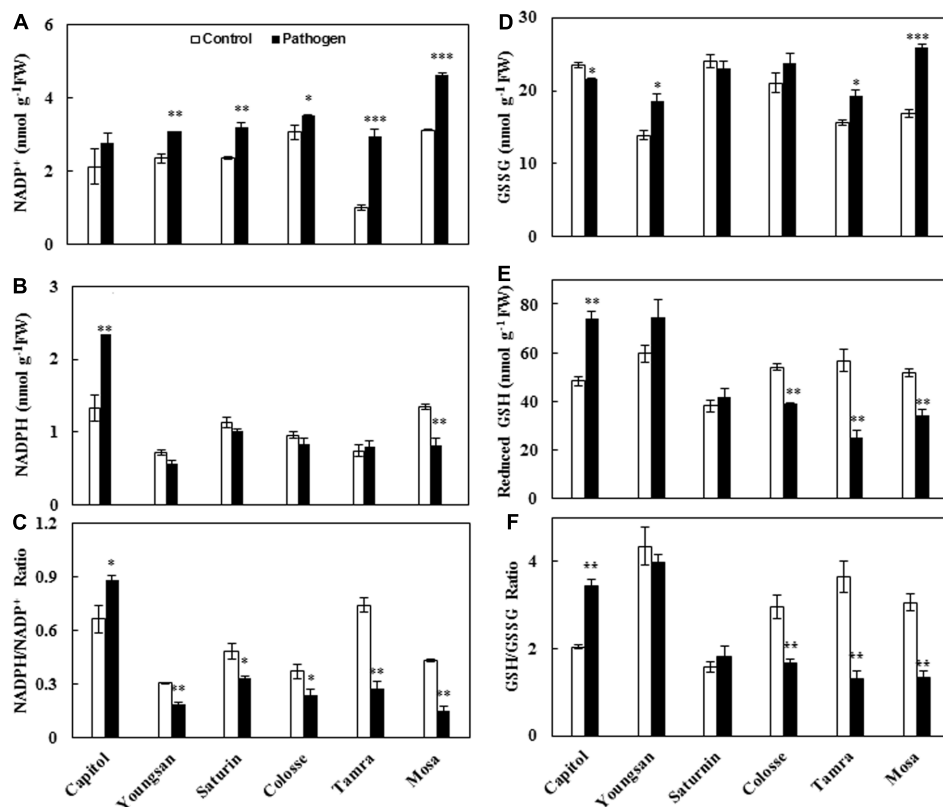 A
NADP⁺ (nmol g⁻¹FW)
6
4
2
0
Control Pathogen
**
**
*
***
***
B
NADPH (nmol g⁻¹FW)
3
2
1
0
**
**
C
NADPH/NADP⁺ Ratio
1.2
0.9
0.6
0.3
0
*
**
*
*
**
**
Capitol
Youngsan
Saturin
Colosse
Tamra
Mosa
D
GSSG (nmol g⁻¹FW)
30
20
10
0
*
*
*
***
E
Reduced GSH (nmol g⁻¹FW)
80
60
40
20
0
**
**
**
**
F
GSH/GSSG Ratio
4
2
0
**
**
**
**
Capitol
Youngsan
Saturnin
Colosse
Tamra
Mosa